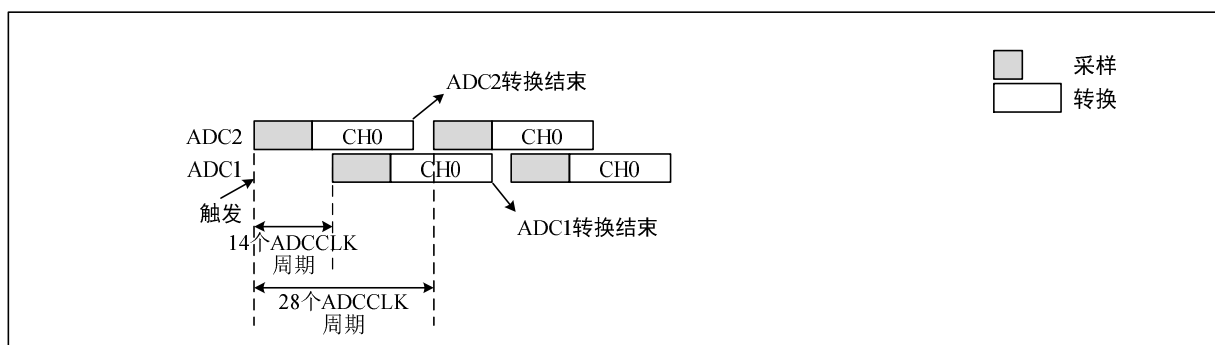 采样
转换
ADC2转换结束
ADC2
CH0
CH0
ADC1
CH0
CH0
触发
ADC1转换结束
14个ADCCLK
周期
28个ADCCLK
周期